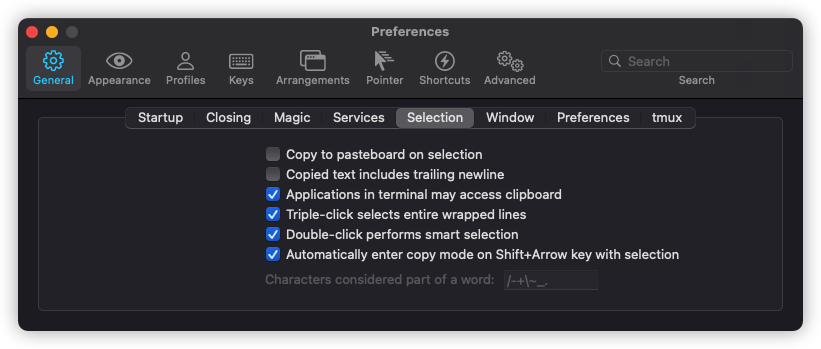 Preferences
General Appearance Profiles Keys Arrangements Pointer Shortcuts Advanced Search
Search
Startup Closing Magic Services Selection Window Preferences tmux
Copy to pasteboard on selection
Copied text includes trailing newline
Applications in terminal may access clipboard
Triple-click selects entire wrapped lines
Double-click performs smart selection
Automatically enter copy mode on Shift+Arrow key with selection
Characters considered part of a word: /-+\~_.